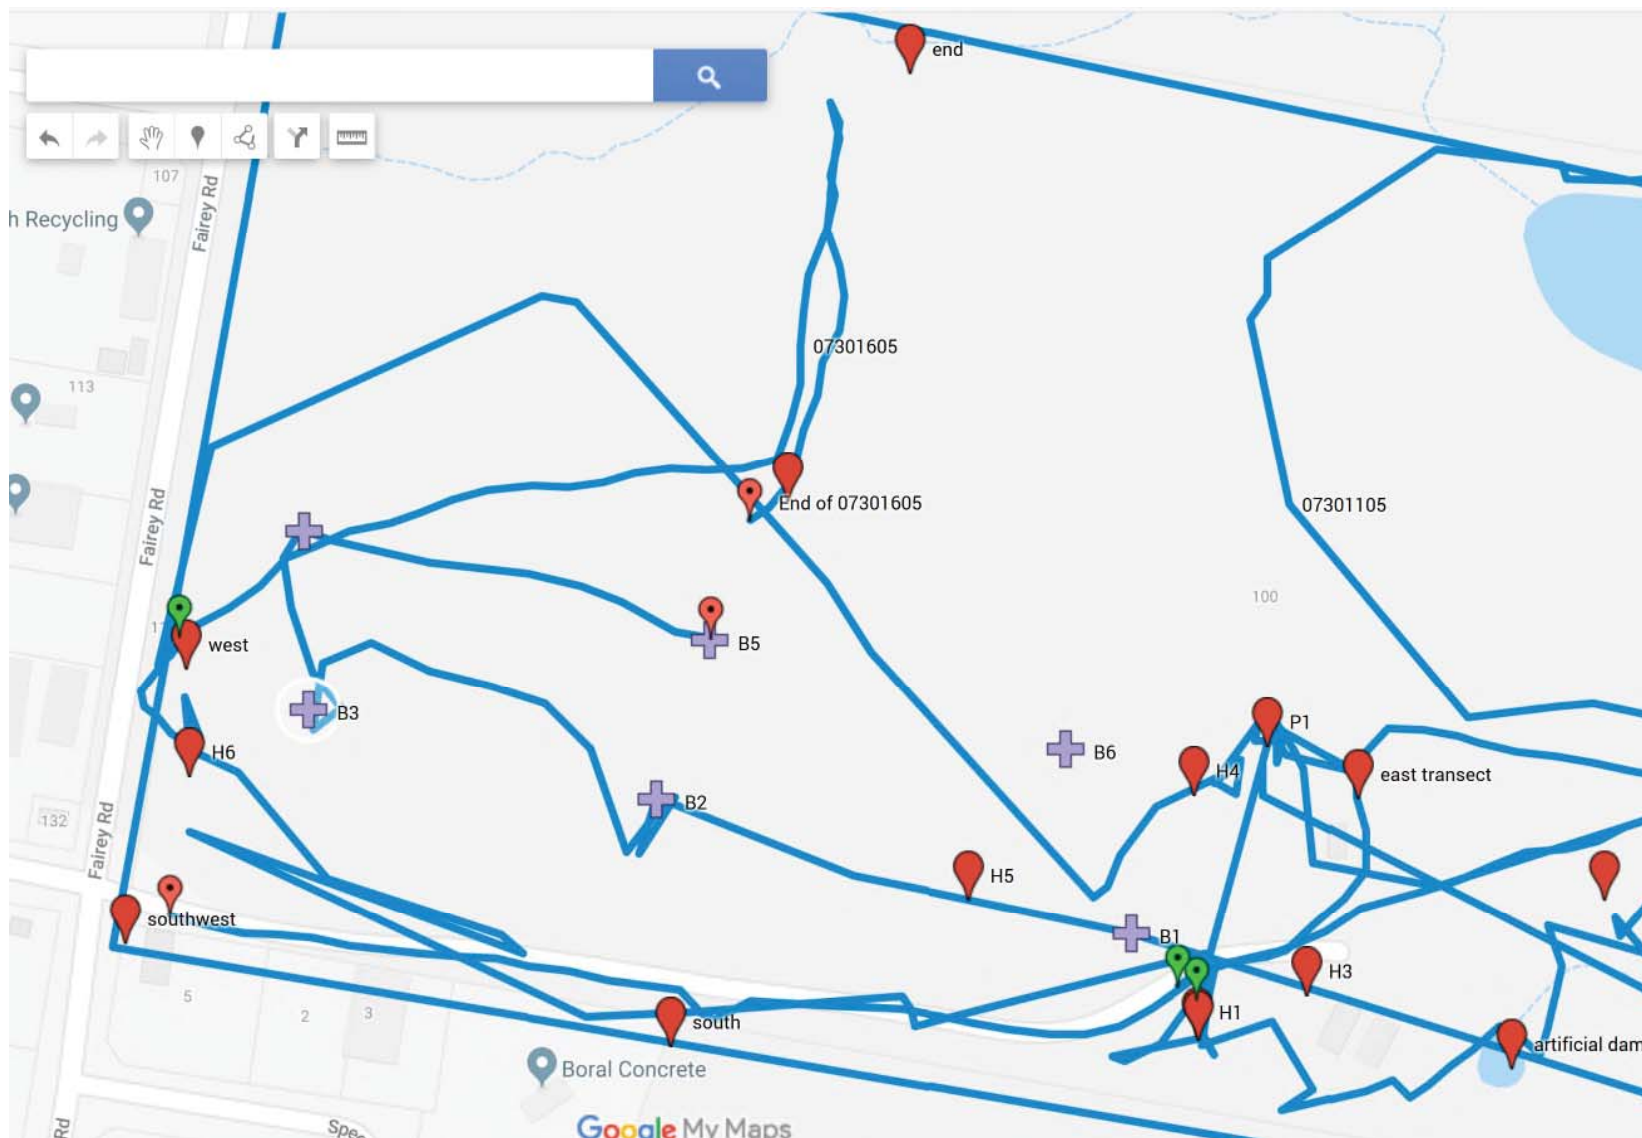 end
107
Fairey Rd
h Recycling
07301605
113
07301105
End of 07301605
Fairey Rd
100
west
B5
B3
P1
H6
B6
H4
east transect
B2
132
Fairey Rd
H5
southwest
B1
H3
5
2
3
south
H1
artificial dam
Boral Concrete
Google My Maps
Rd